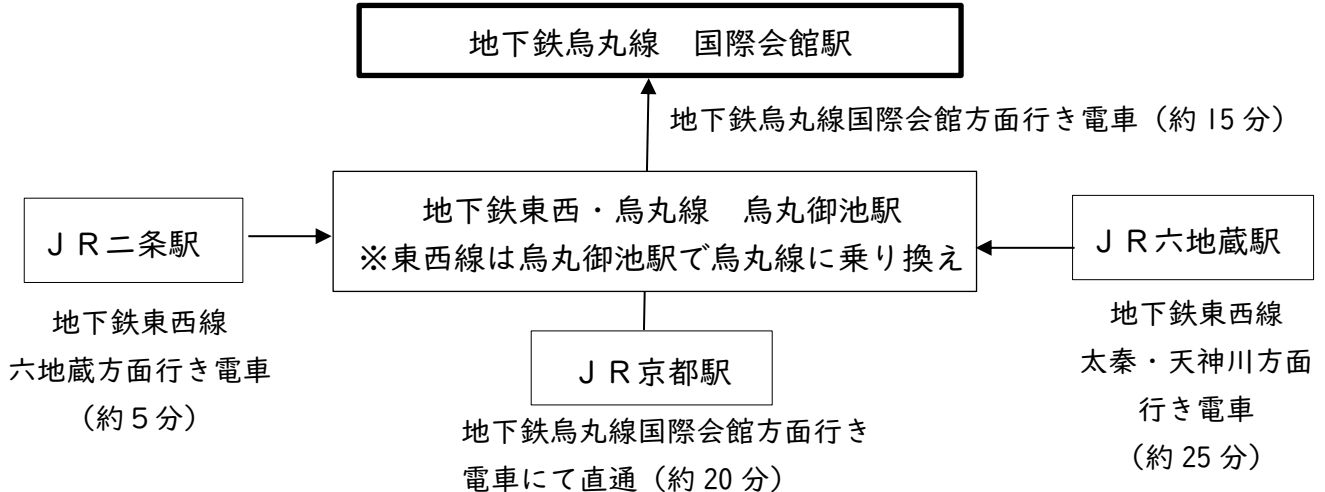 地下鉄烏丸線　国際会館駅
地下鉄烏丸線国際会館方面行き電車（約15分）
地下鉄東西・烏丸線　烏丸御池駅
※東西線は烏丸御池駅で烏丸線に乗り換え
ＪＲ二条駅
地下鉄東西線
六地蔵方面行き電車
（約5分）
ＪＲ京都駅
地下鉄烏丸線国際会館方面行き
電車にて直通（約20分）
ＪＲ六地蔵駅
地下鉄東西線
太秦・天神川方面
行き電車
（約25分）